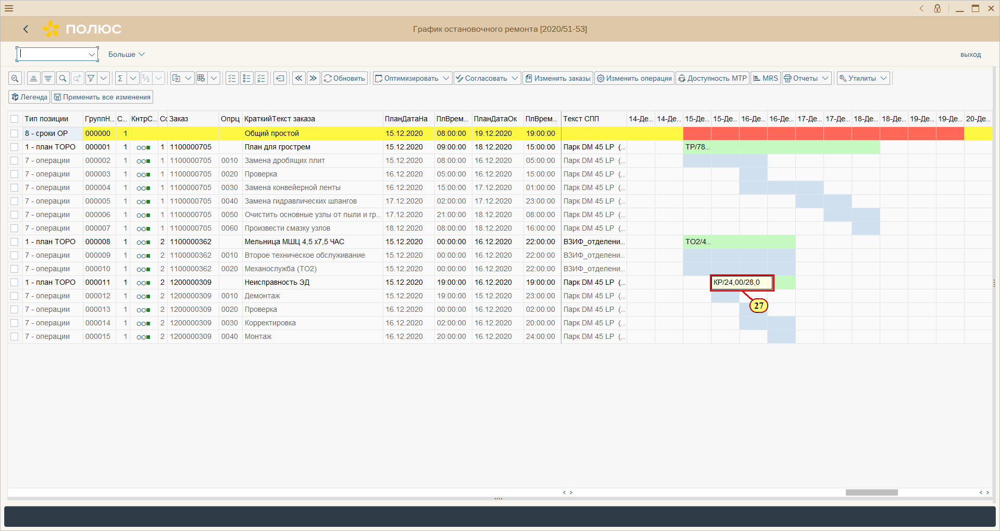 ПОЛЮС
График остановочного ремонта [2020/51-53]
Больше
выход
Обновить Оптимизировать Согласовать Изменить заказы Изменить операции Доступность МТР MRS Отчеты Утилиты
Легенда Применить все изменения
Тип позиции ГруппН... С... КнтрС... Сс Заказ Опрц КраткийТекст заказа ПланДатаНа ПлВрем... ПланДатаОк ПлВрем... Текст СПП 14-Де... 14-Де... 15-Де... 15-Де... 16-Де... 16-Де... 17-Де... 17-Де... 18-Де... 18-Де... 19-Де... 19-Де... 20-Де...
8 - сроки ОР 000000 1 Общий простой 15.12.2020 08:00:00 19.12.2020 19:00:00
1 - план ТОРО 000001 1 1 1100000705 План для грострем 15.12.2020 09:00:00 18.12.2020 15:00:00 Парк DM 45 LP (... ТР/78...
7 - операции 000002 1 1 1100000705 0010 Замена дробящих плит 15.12.2020 08:00:00 16.12.2020 05:00:00 Парк DM 45 LP (...
7 - операции 000003 1 1 1100000705 0020 Проверка 16.12.2020 05:00:00 16.12.2020 15:00:00 Парк DM 45 LP (...
7 - операции 000004 1 1 1100000705 0030 Замена конвейерной ленты 16.12.2020 15:00:00 17.12.2020 01:00:00 Парк DM 45 LP (...
7 - операции 000005 1 1 1100000705 0040 Замена гидравлических шлангов 17.12.2020 02:00:00 17.12.2020 23:00:00 Парк DM 45 LP (...
7 - операции 000006 1 1 1100000705 0050 Очистить основные узлы от пыли и гр... 17.12.2020 21:00:00 18.12.2020 08:00:00 Парк DM 45 LP (...
7 - операции 000007 1 1 1100000705 0060 Произвести смазку узлов 18.12.2020 08:00:00 18.12.2020 16:00:00 Парк DM 45 LP (...
1 - план ТОРО 000008 1 2 1100000362 Мельница МШЦ 4,5 х7,5 ЧАС 15.12.2020 00:00:00 16.12.2020 22:00:00 ВЗИФ_отделени... ТО2/4...
7 - операции 000009 1 2 1100000362 0010 Второе техническое обслуживание 15.12.2020 00:00:00 16.12.2020 22:00:00 ВЗИФ_отделени...
7 - операции 000010 1 2 1100000362 0020 Механослужба (ТО2) 15.12.2020 00:00:00 16.12.2020 22:00:00 ВЗИФ_отделени...
1 - план ТОРО 000011 1 2 1200000309 Неисправность ЭД 15.12.2020 19:00:00 16.12.2020 19:00:00 Парк DM 45 LP (... КР/24,00/28,0
7 - операции 000012 1 2 1200000309 0010 Демонтаж 15.12.2020 19:00:00 15.12.2020 23:00:00 Парк DM 45 LP (...
27
7 - операции 000013 1 2 1200000309 0020 Проверка 16.12.2020 00:00:00 16.12.2020 02:00:00 Парк DM 45 LP (...
7 - операции 000014 1 2 1200000309 0030 Корректировка 16.12.2020 02:00:00 16.12.2020 20:00:00 Парк DM 45 LP (...
7 - операции 000015 1 2 1200000309 0040 Монтаж 16.12.2020 20:00:00 16.12.2020 24:00:00 Парк DM 45 LP (...